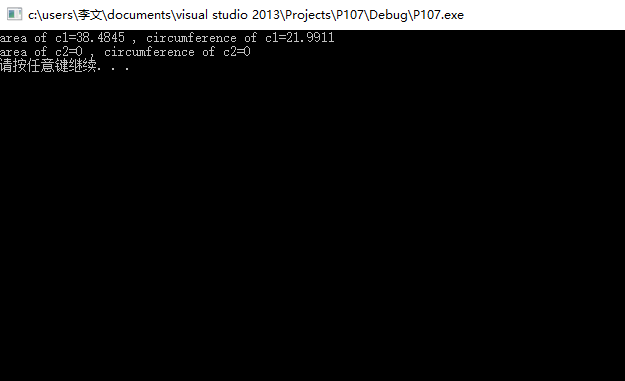 c:\users\李文\documents\visual studio 2013\Projects\P107\Debug\P107.exe
area of c1=38.4845 , circumference of c1=21.9911
area of c2=0 , circumference of c2=0
请按任意键继续. . .